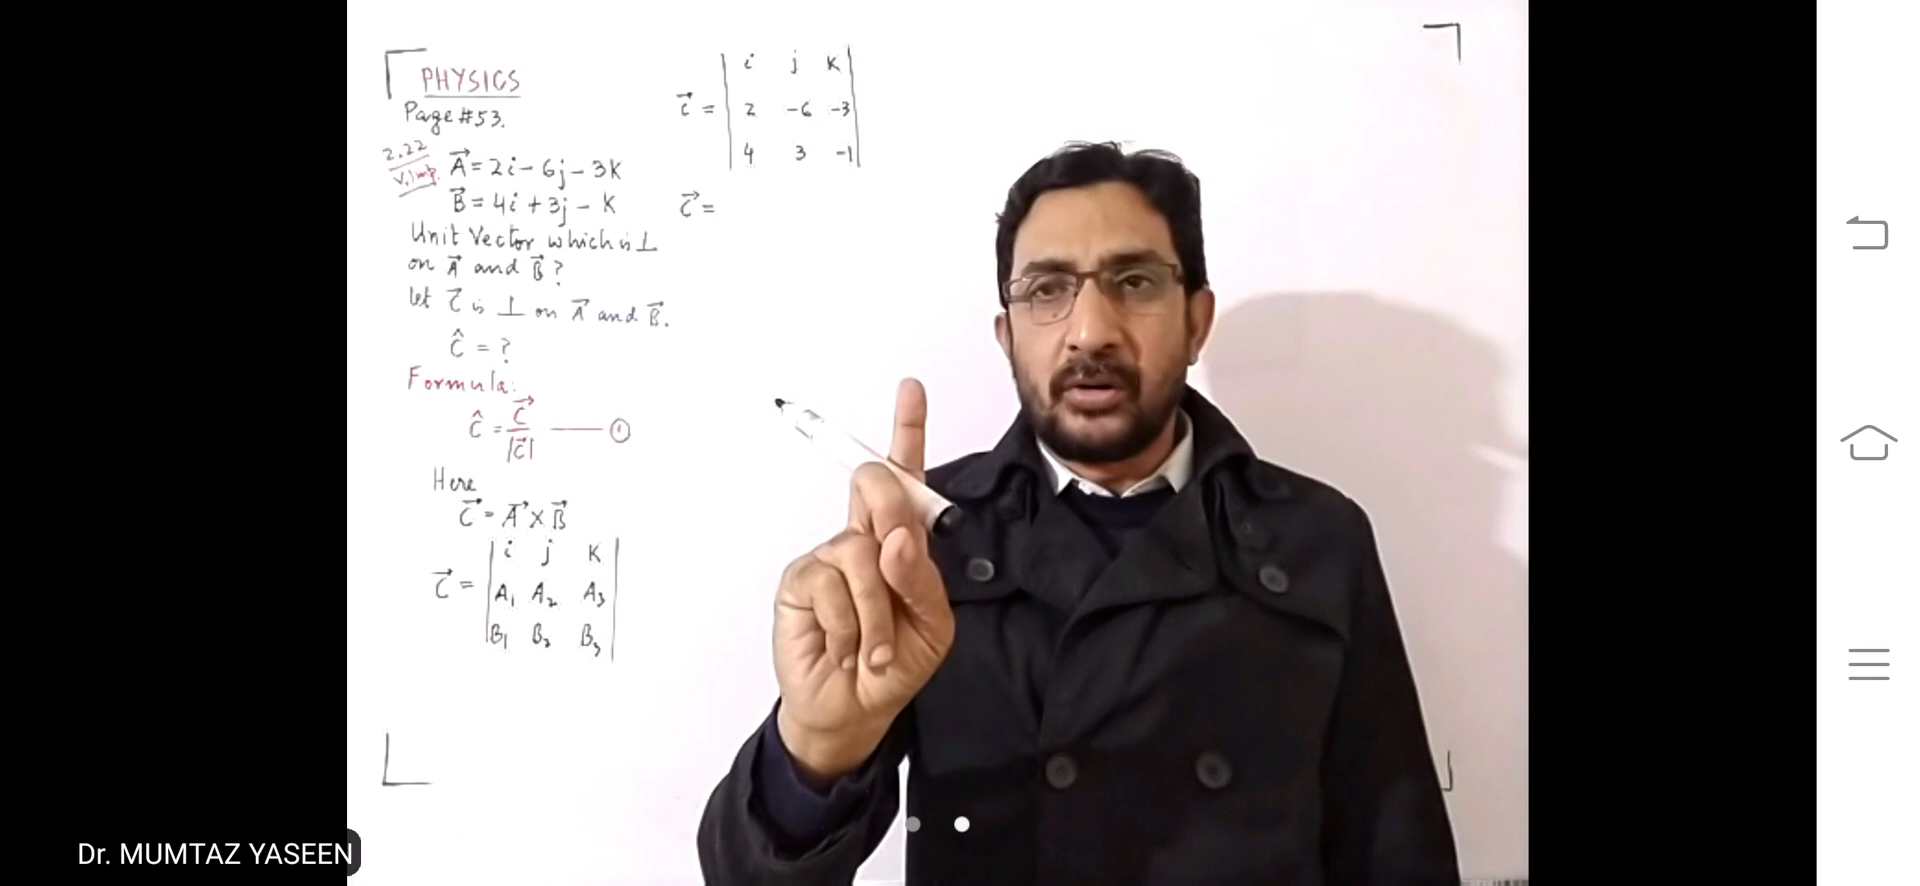 PHYSICS
Page #53.
2.22
V.Imp.
A⃗ = 2i - 6j - 3K
B⃗ = 4i + 3j - K
Unit Vector which is ⊥
on A⃗ and B⃗ ?
let C⃗ is ⊥ on A⃗ and B⃗.
Ĉ = ?
Formula:
Ĉ = C⃗ / |C⃗| —— ①
Here
C⃗ = A⃗ × B⃗
C⃗ = | i j K |
| A₁ A₂ A₃ |
| B₁ B₂ B₃ |
C⃗ = | i j K |
| 2 -6 -3 |
| 4 3 -1 |
C⃗ =
Dr. MUMTAZ YASEEN